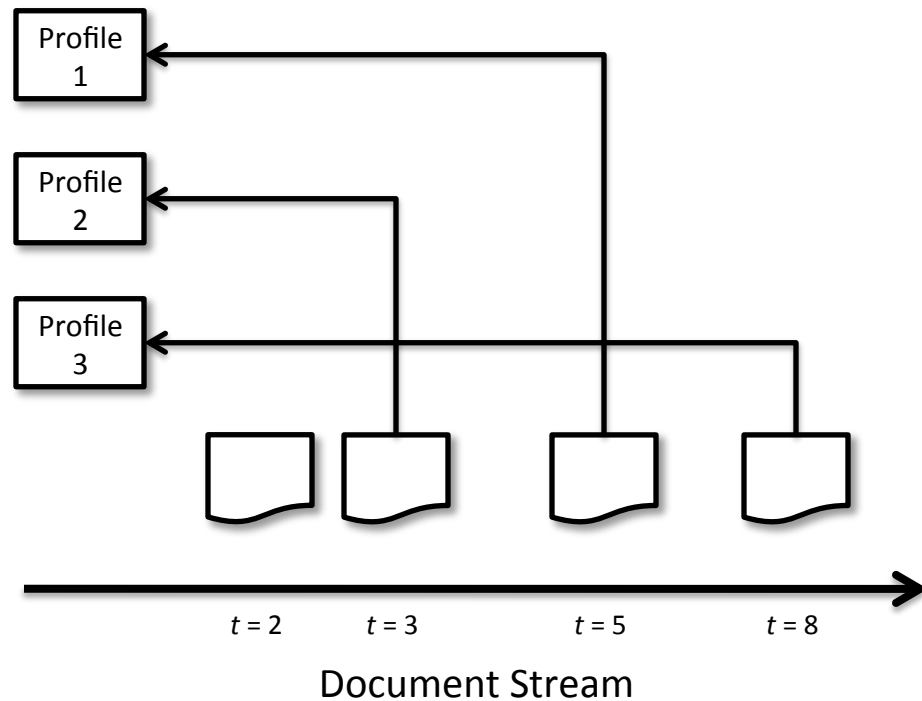 Profile
1
Profile
2
Profile
3
t = 2 t = 3 t = 5 t = 8
Document Stream